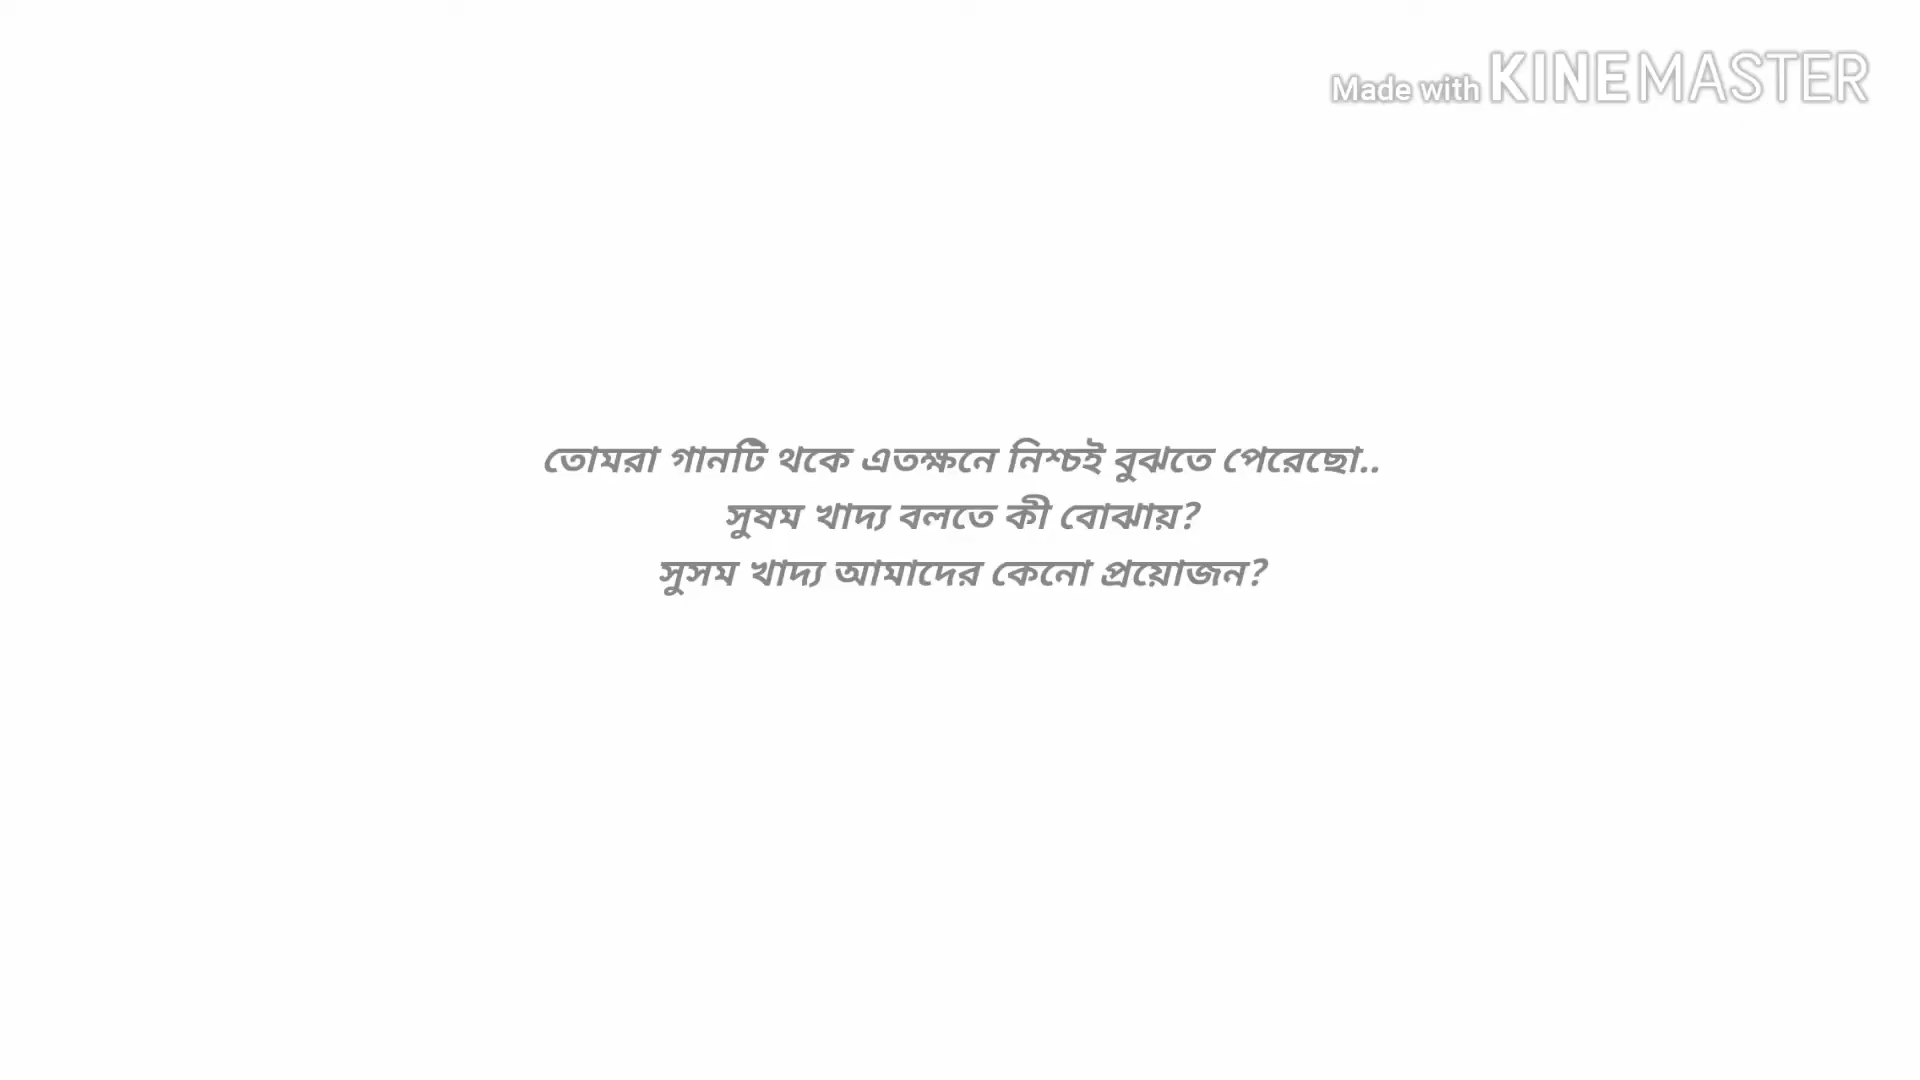 Made with KINEMASTER
তোমরা গানটি থকে এতক্ষনে নিশ্চই বুঝতে পেরেছো..
সুষম খাদ্য বলতে কী বোঝায়?
সুসম খাদ্য আমাদের কেনো প্রয়োজন?